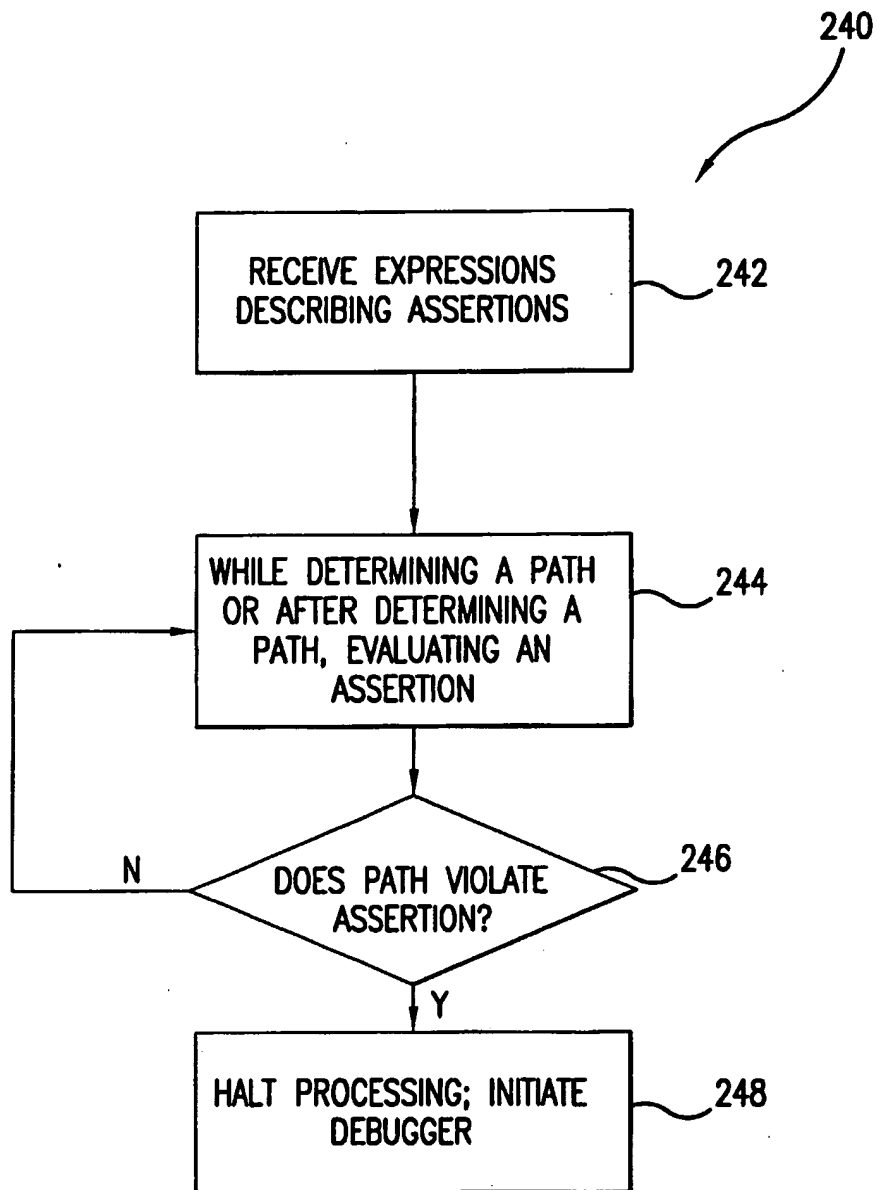 240
RECEIVE EXPRESSIONS
DESCRIBING ASSERTIONS
242
WHILE DETERMINING A PATH
OR AFTER DETERMINING A
PATH, EVALUATING AN
ASSERTION
244
N
DOES PATH VIOLATE
ASSERTION?
246
Y
HALT PROCESSING; INITIATE
DEBUGGER
248